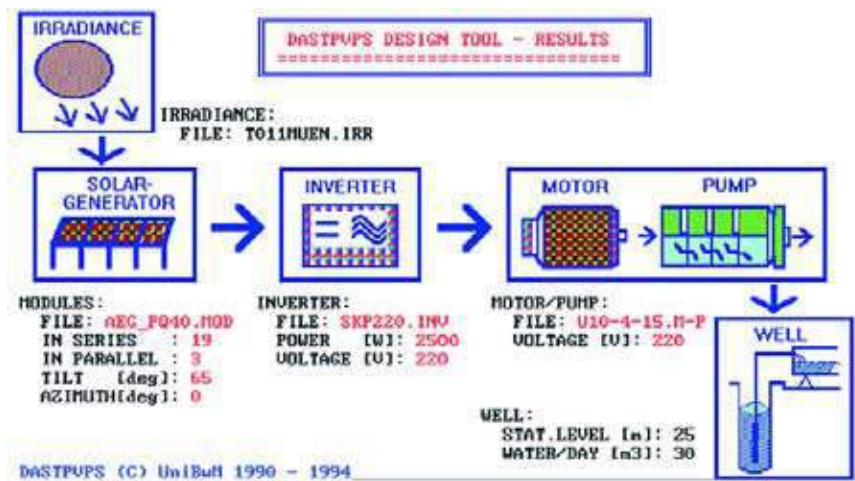 IRRADIANCE
DASTPVPS DESIGN TOOL - RESULTS
==================================
IRRADIANCE:
FILE: TO11MUEN.IRR
SOLAR-
GENERATOR
INVERTER
MOTOR
PUMP
MODULES:
FILE: AEG_PQ40.MOD
IN SERIES : 19
IN PARALLEL : 3
TILT [deg]: 65
AZIMUTH[deg]: 0
INVERTER:
FILE: SKP220.INV
POWER [W]: 2500
VOLTAGE [V]: 220
MOTOR/PUMP:
FILE: U10-4-15.M-P
VOLTAGE [V]: 220
WELL
WELL:
STAT.LEVEL [m]: 25
WATER/DAY [m3]: 30
DASTPVPS (C) UniBwM 1990 - 1994